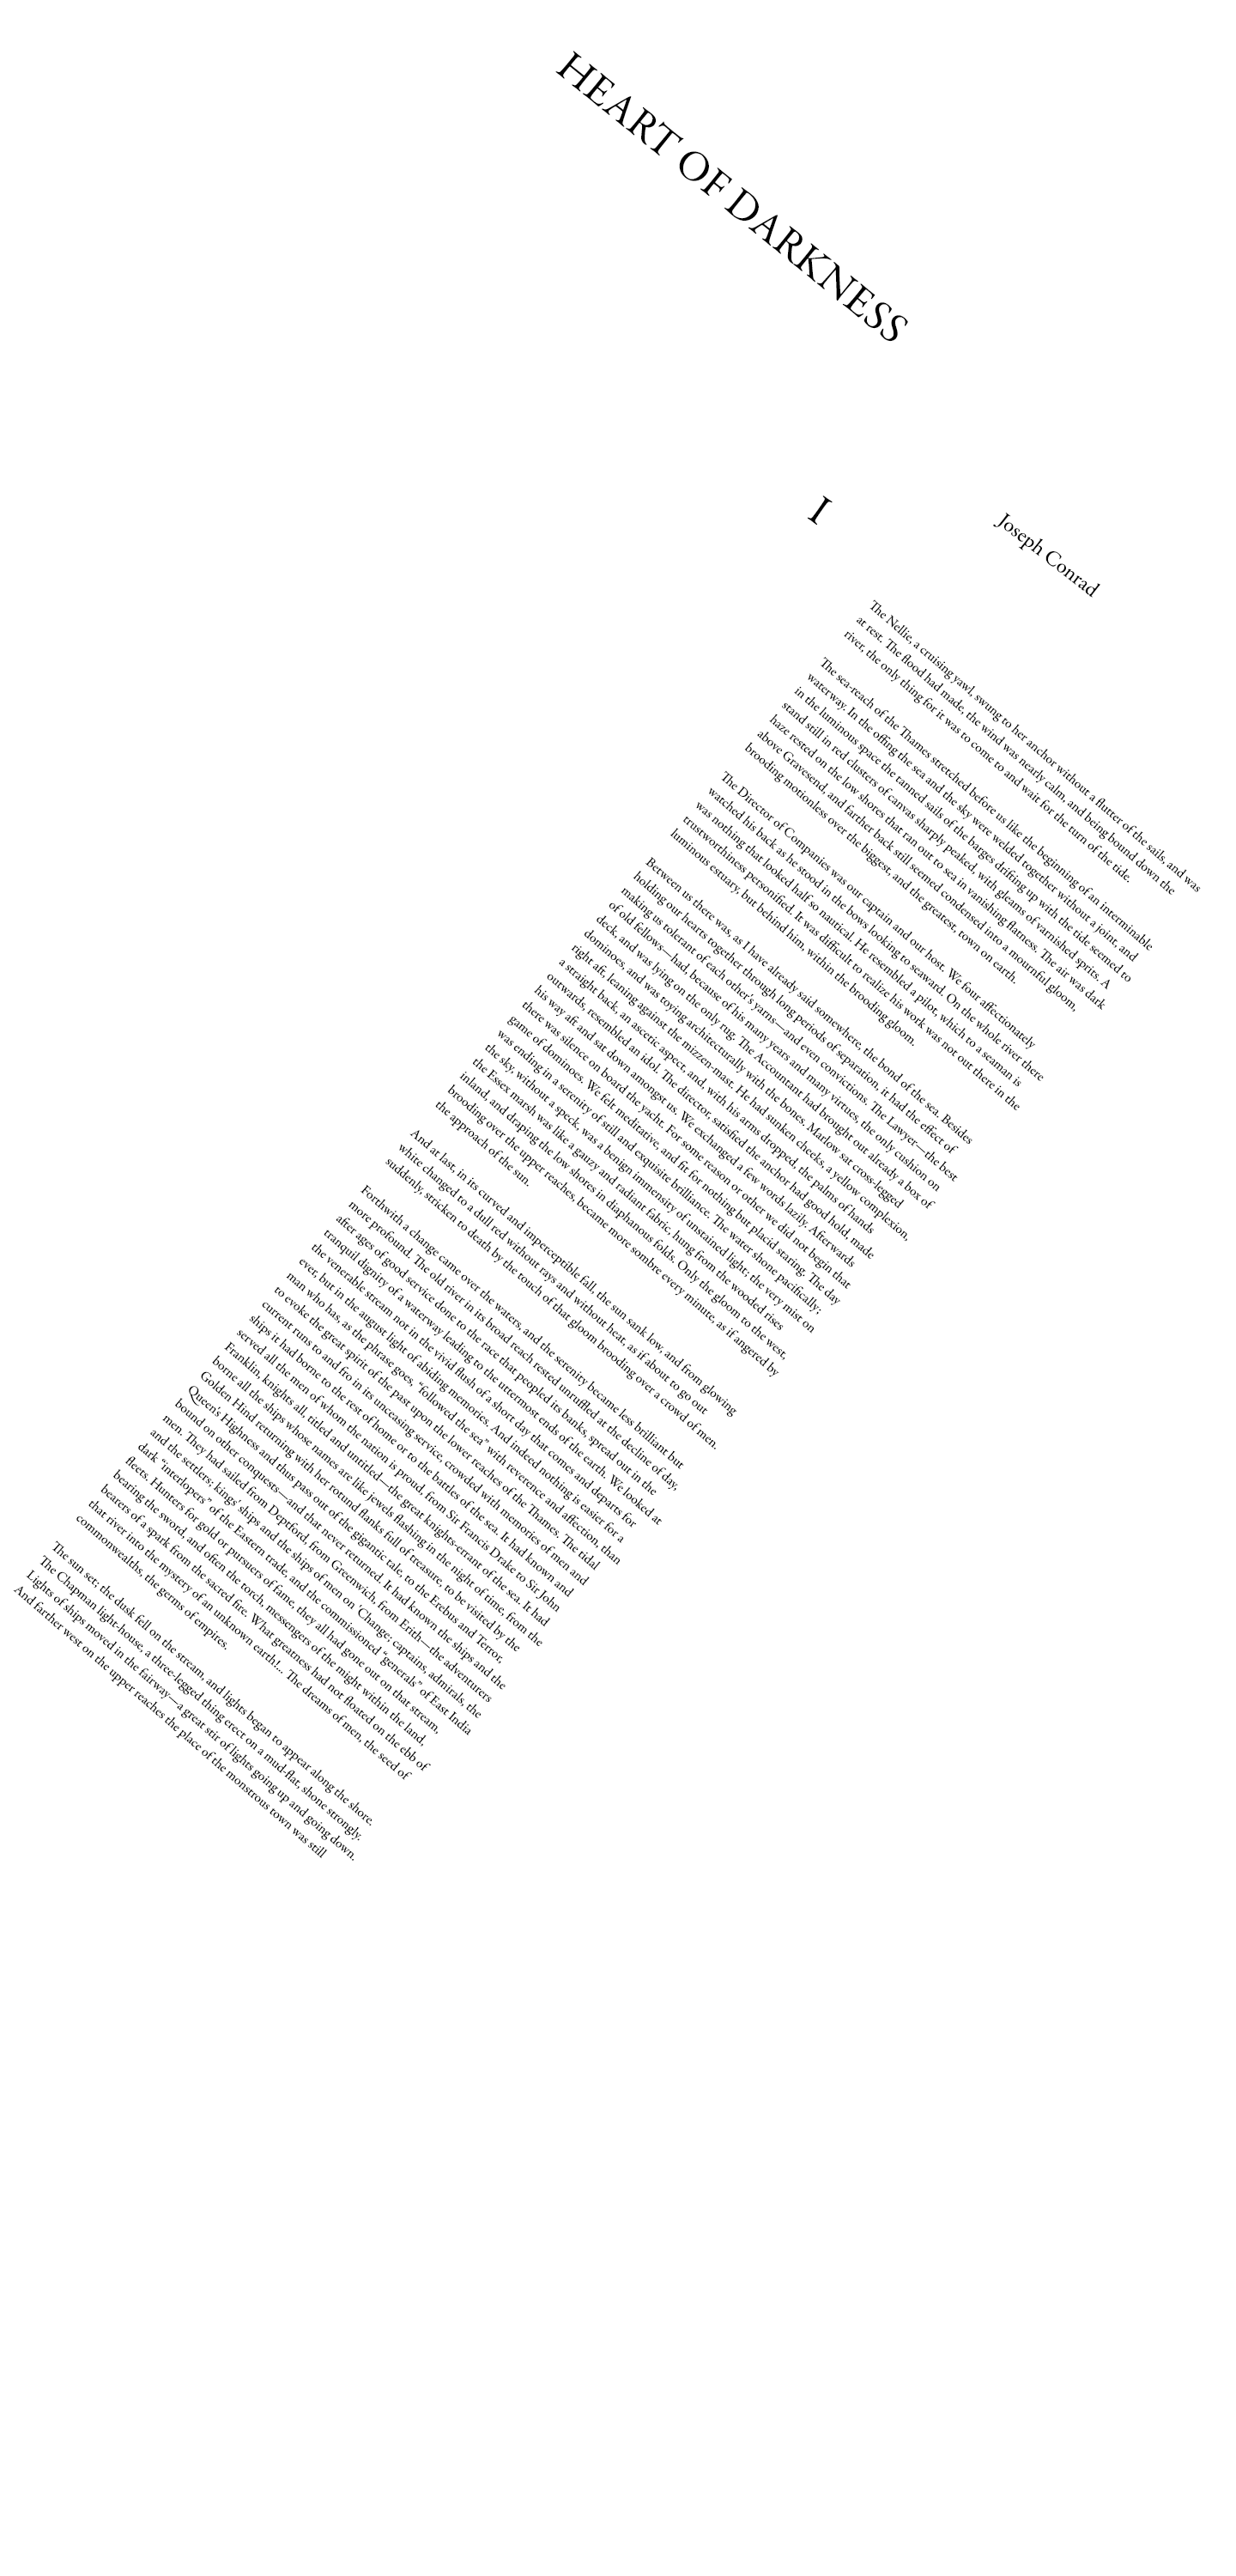 HEART OF DARKNESS
Joseph Conrad
I
The Nellie, a cruising yawl, swung to her anchor without a flutter of the sails, and was
at rest. The flood had made, the wind was nearly calm, and being bound down the
river, the only thing for it was to come to and wait for the turn of the tide.
The sea-reach of the Thames stretched before us like the beginning of an interminable
waterway. In the offing the sea and the sky were welded together without a joint, and
in the luminous space the tanned sails of the barges drifting up with the tide seemed to
stand still in red clusters of canvas sharply peaked, with gleams of varnished sprits. A
haze rested on the low shores that ran out to sea in vanishing flatness. The air was dark
above Gravesend, and farther back still seemed condensed into a mournful gloom,
brooding motionless over the biggest, and the greatest, town on earth.
The Director of Companies was our captain and our host. We four affectionately
watched his back as he stood in the bows looking to seaward. On the whole river there
was nothing that looked half so nautical. He resembled a pilot, which to a seaman is
trustworthiness personified. It was difficult to realize his work was not out there in the
luminous estuary, but behind him, within the brooding gloom.
Between us there was, as I have already said somewhere, the bond of the sea. Besides
holding our hearts together through long periods of separation, it had the effect of
making us tolerant of each other's yarns—and even convictions. The Lawyer—the best
of old fellows—had, because of his many years and many virtues, the only cushion on
deck, and was lying on the only rug. The Accountant had brought out already a box of
dominoes, and was toying architecturally with the bones. Marlow sat cross-legged
right aft, leaning against the mizzen-mast. He had sunken cheeks, a yellow complexion,
a straight back, an ascetic aspect, and, with his arms dropped, the palms of hands
outwards, resembled an idol. The director, satisfied the anchor had good hold, made
his way aft and sat down amongst us. We exchanged a few words lazily. Afterwards
there was silence on board the yacht. For some reason or other we did not begin that
game of dominoes. We felt meditative, and fit for nothing but placid staring. The day
was ending in a serenity of still and exquisite brilliance. The water shone pacifically;
the sky, without a speck, was a benign immensity of unstained light; the very mist on
the Essex marsh was like a gauzy and radiant fabric, hung from the wooded rises
inland, and draping the low shores in diaphanous folds. Only the gloom to the west,
brooding over the upper reaches, became more sombre every minute, as if angered by
the approach of the sun.
And at last, in its curved and imperceptible fall, the sun sank low, and from glowing
white changed to a dull red without rays and without heat, as if about to go out
suddenly, stricken to death by the touch of that gloom brooding over a crowd of men.
Forthwith a change came over the waters, and the serenity became less brilliant but
more profound. The old river in its broad reach rested unruffled at the decline of day,
after ages of good service done to the race that peopled its banks, spread out in the
tranquil dignity of a waterway leading to the uttermost ends of the earth. We looked at
the venerable stream not in the vivid flush of a short day that comes and departs for
ever, but in the august light of abiding memories. And indeed nothing is easier for a
man who has, as the phrase goes, “followed the sea” with reverence and affection, than
to evoke the great spirit of the past upon the lower reaches of the Thames. The tidal
current runs to and fro in its unceasing service, crowded with memories of men and
ships it had borne to the rest of home or to the battles of the sea. It had known and
served all the men of whom the nation is proud, from Sir Francis Drake to Sir John
Franklin, knights all, titled and untitled—the great knights-errant of the sea. It had
borne all the ships whose names are like jewels flashing in the night of time, from the
Golden Hind returning with her rotund flanks full of treasure, to be visited by the
Queen's Highness and thus pass out of the gigantic tale, to the Erebus and Terror,
bound on other conquests—and that never returned. It had known the ships and the
men. They had sailed from Deptford, from Greenwich, from Erith—the adventurers
and the settlers; kings' ships and the ships of men on 'Change; captains, admirals, the
dark “interlopers” of the Eastern trade, and the commissioned “generals” of East India
fleets. Hunters for gold or pursuers of fame, they all had gone out on that stream,
bearing the sword, and often the torch, messengers of the might within the land,
bearers of a spark from the sacred fire. What greatness had not floated on the ebb of
that river into the mystery of an unknown earth!... The dreams of men, the seed of
commonwealths, the germs of empires.
The sun set; the dusk fell on the stream, and lights began to appear along the shore.
The Chapman light-house, a three-legged thing erect on a mud-flat, shone strongly.
Lights of ships moved in the fairway—a great stir of lights going up and going down.
And farther west on the upper reaches the place of the monstrous town was still